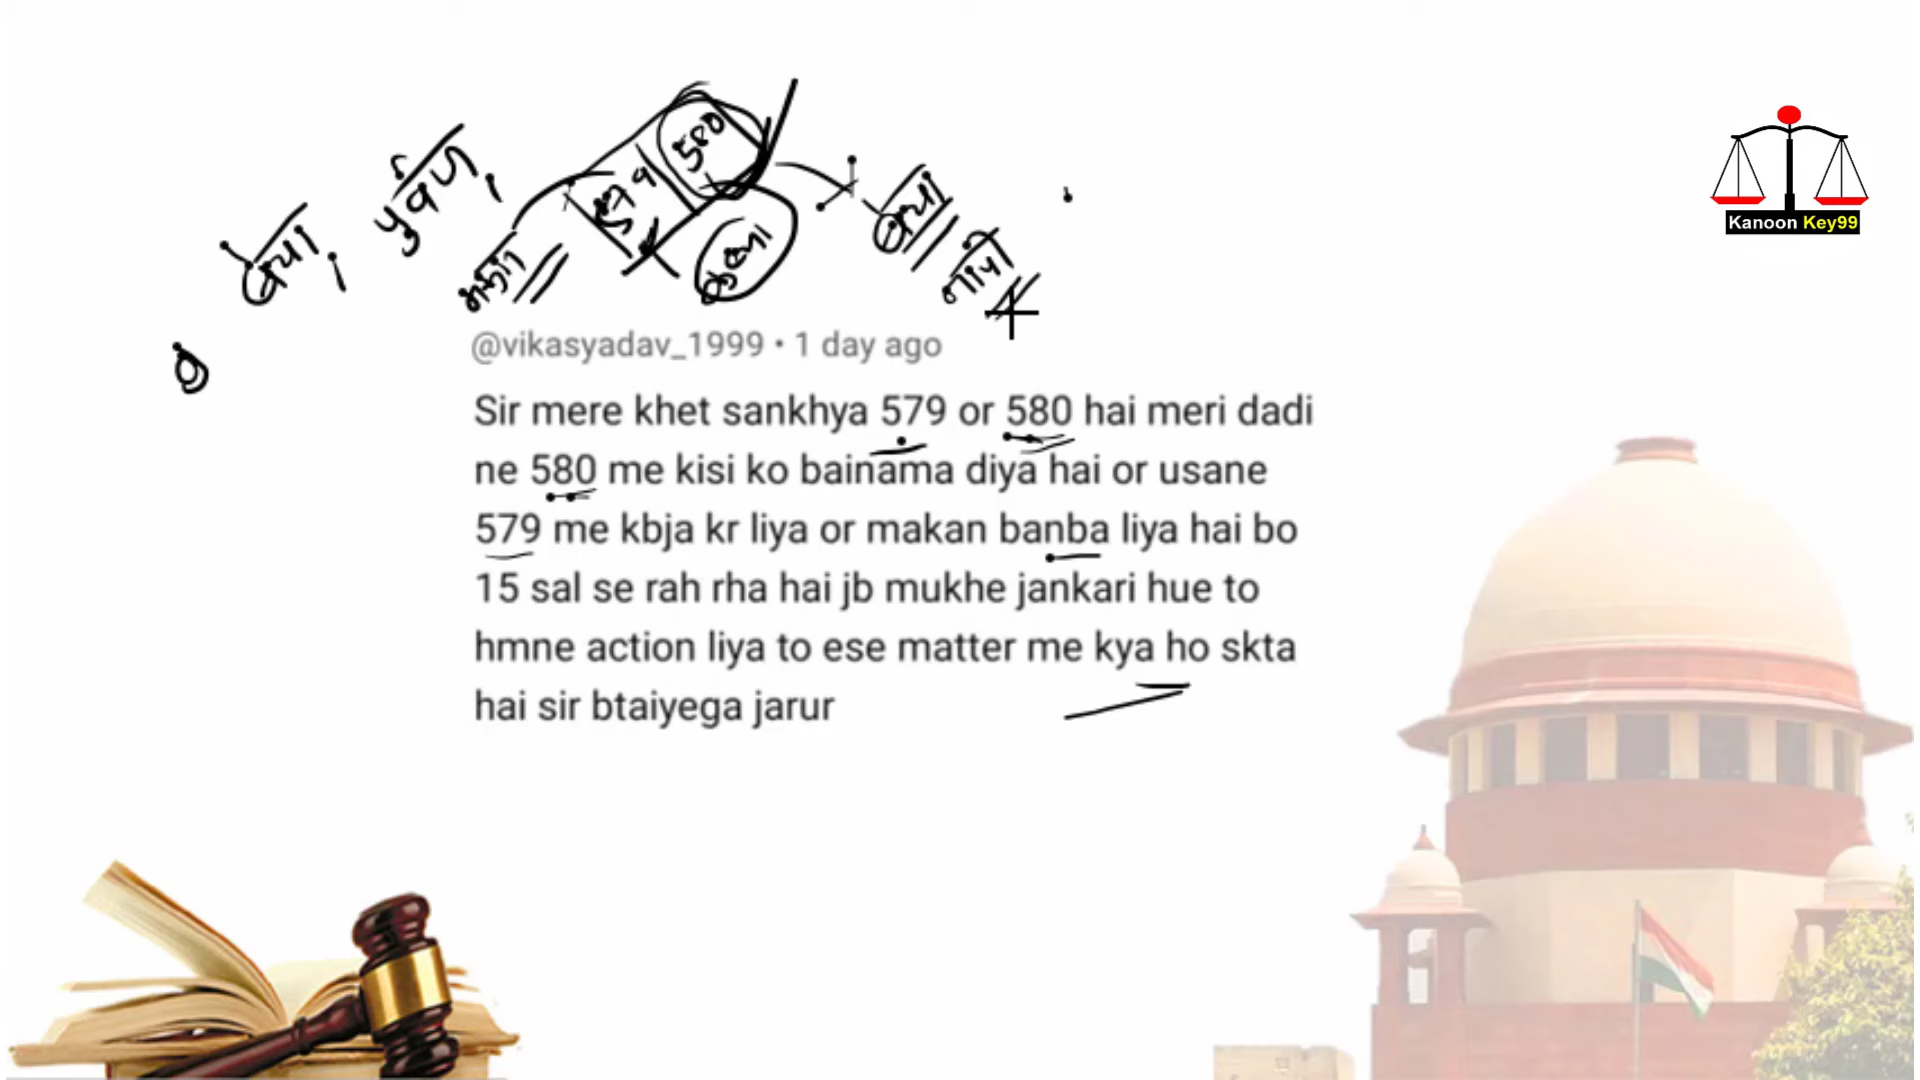 580
579
कब्जा
Kanoon Key99
@vikasyadav_1999 • 1 day ago
Sir mere khet sankhya 579 or 580 hai meri dadi
ne 580 me kisi ko bainama diya hai or usane
579 me kbja kr liya or makan banba liya hai bo
15 sal se rah rha hai jb mukhe jankari hue to
hmne action liya to ese matter me kya ho skta
hai sir btaiyega jarur